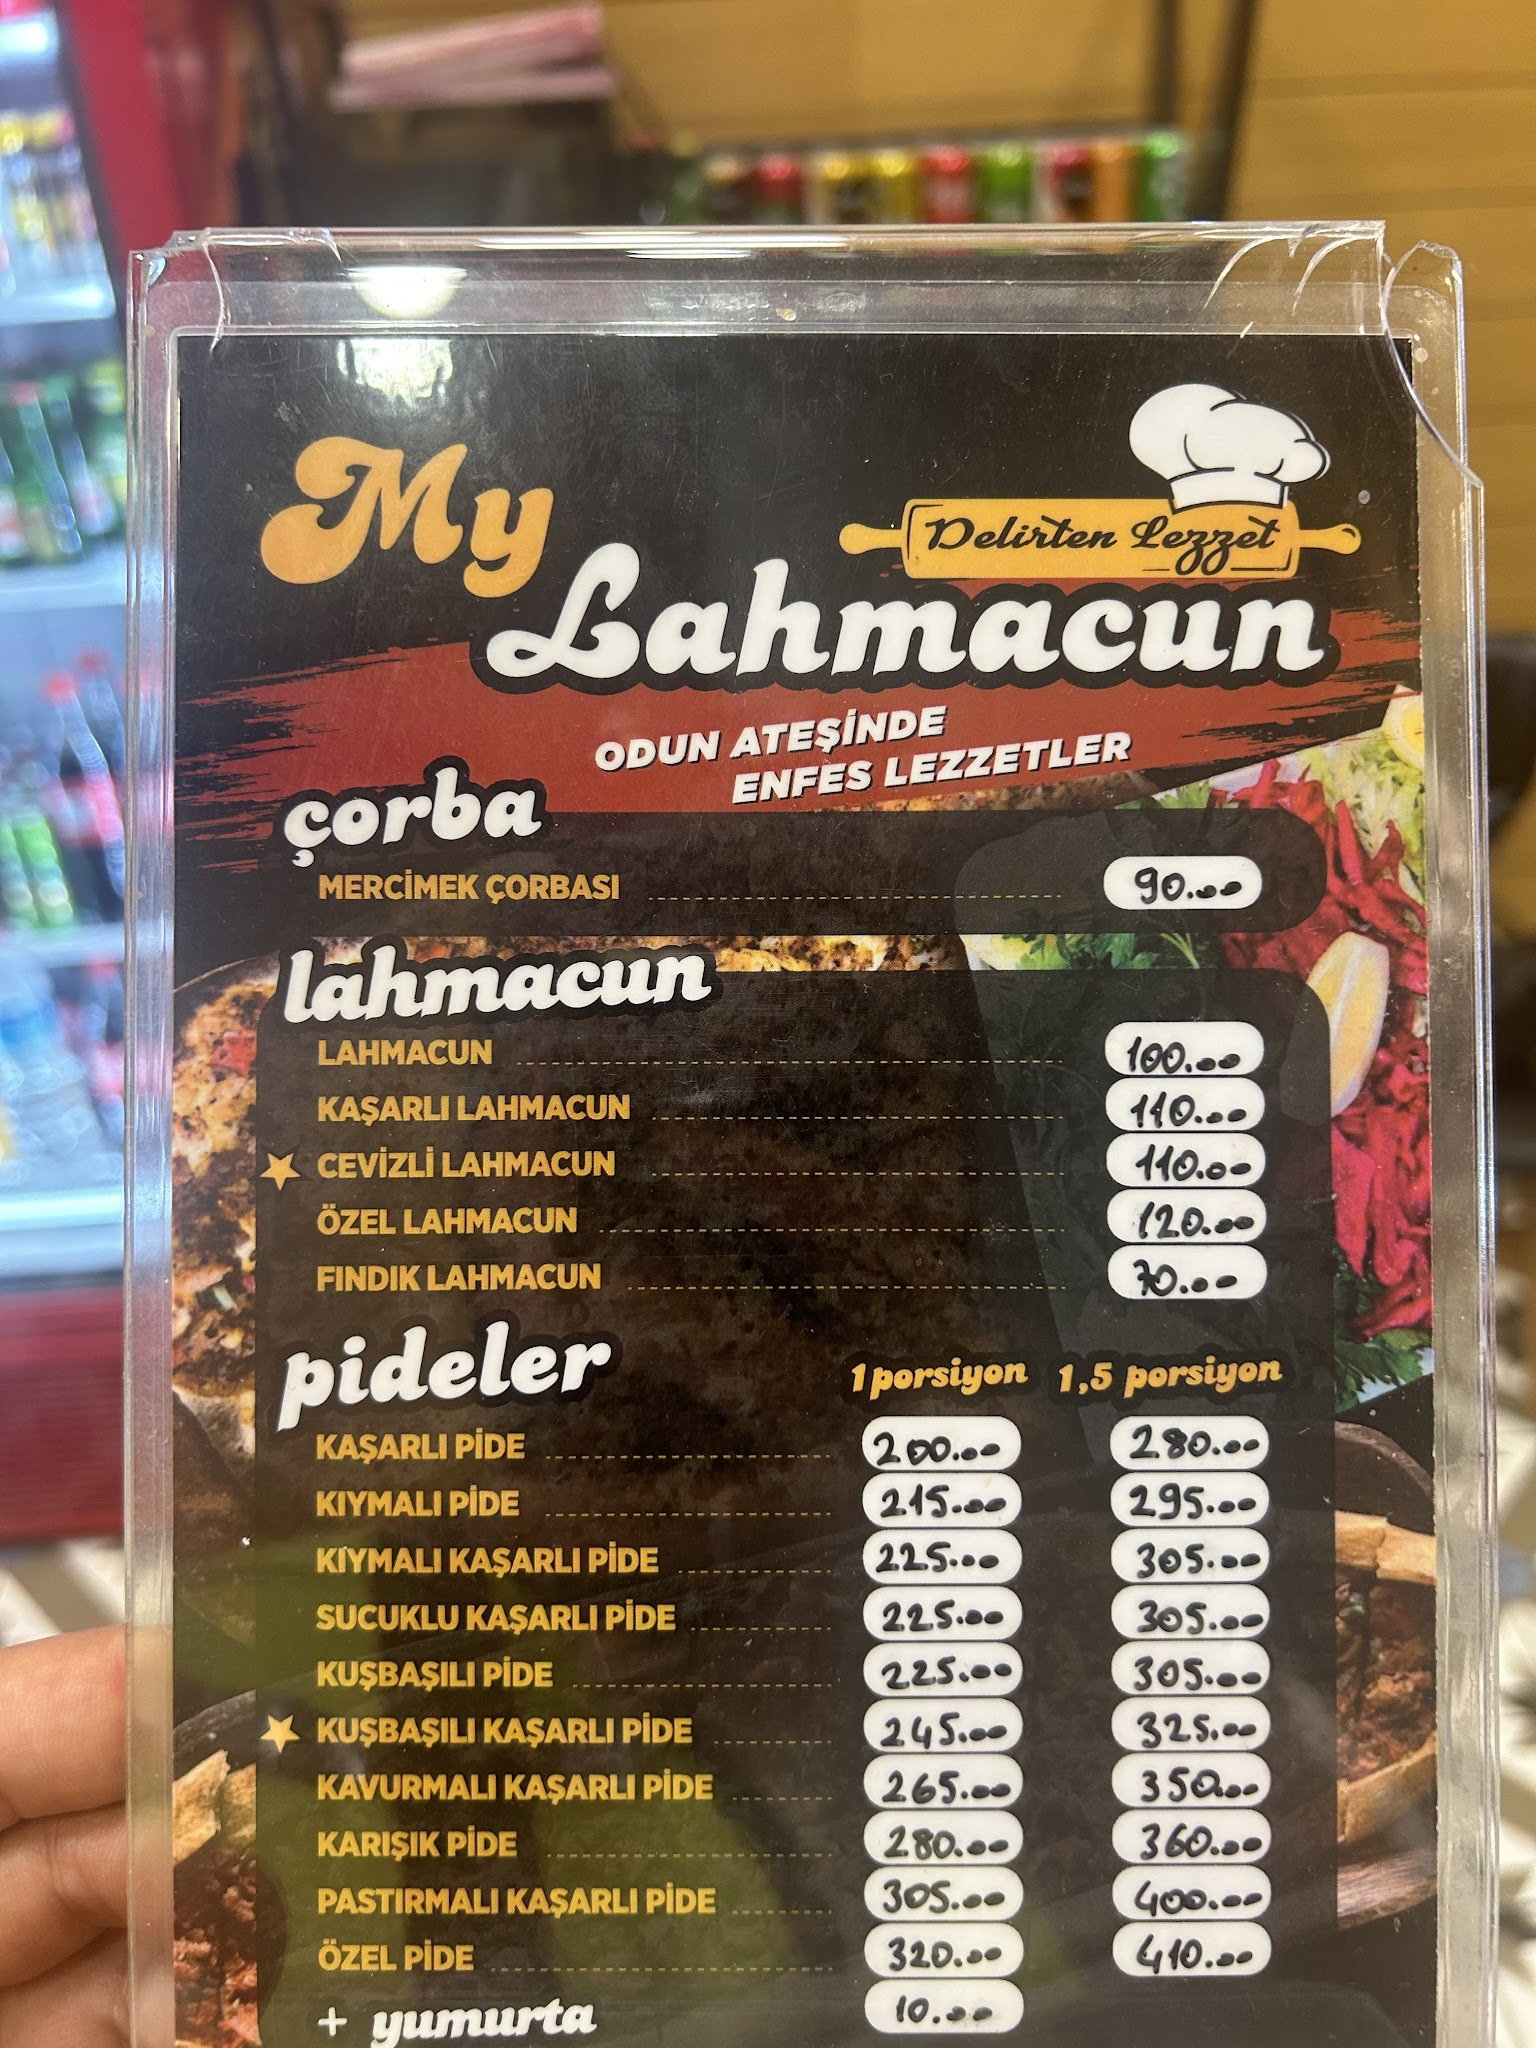 My
Delirten Lezzet
Lahmacun
ODUN ATEŞİNDE
ENFES LEZZETLER
çorba
MERCİMEK ÇORBASI 90.00
lahmacun
LAHMACUN 100.00
KAŞARLI LAHMACUN 110.00
CEVİZLİ LAHMACUN 110.00
ÖZEL LAHMACUN 120.00
FINDIK LAHMACUN 70.00
pideler 1 porsiyon 1,5 porsiyon
KAŞARLI PİDE 200.00 280.00
KIYMALI PİDE 215.00 295.00
KIYMALI KAŞARLI PİDE 225.00 305.00
SUCUKLU KAŞARLI PİDE 225.00 305.00
KUŞBAŞILI PİDE 225.00 305.00
KUŞBAŞILI KAŞARLI PİDE 245.00 325.00
KAVURMALI KAŞARLI PİDE 265.00 350.00
KARIŞIK PİDE 280.00 360.00
PASTIRMALI KAŞARLI PİDE 305.00 400.00
ÖZEL PİDE 320.00 410.00
+ yumurta 10.00